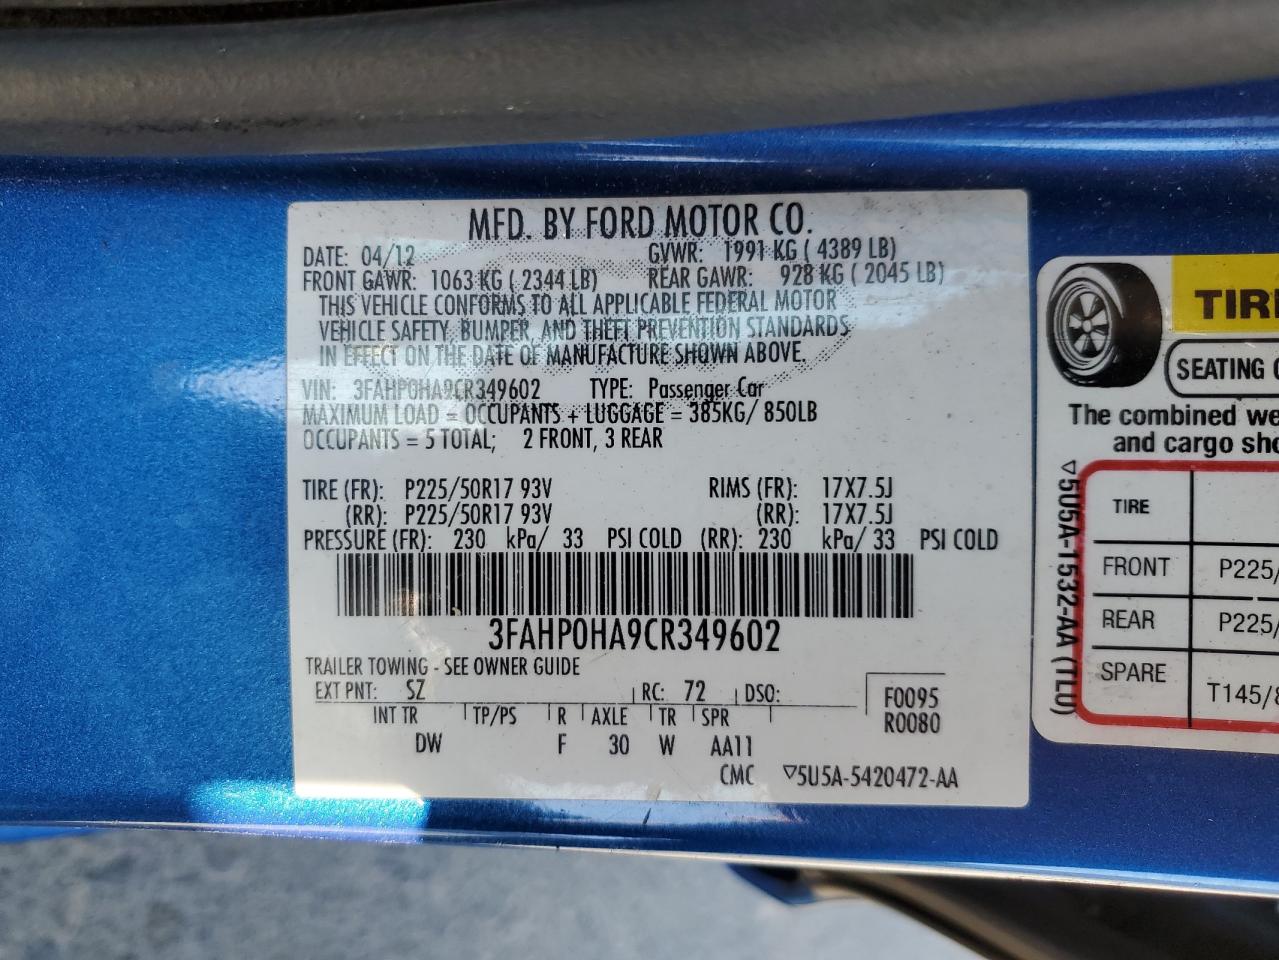 MFD. BY FORD MOTOR CO.
DATE: 04/12 GVWR: 1991 KG ( 4389 LB)
FRONT GAWR: 1063 KG ( 2344 LB) REAR GAWR: 928 KG ( 2045 LB)
THIS VEHICLE CONFORMS TO ALL APPLICABLE FEDERAL MOTOR
VEHICLE SAFETY, BUMPER, AND THEFT PREVENTION STANDARDS
IN EFFECT ON THE DATE OF MANUFACTURE SHOWN ABOVE.
VIN: 3FAHP0HA9CR349602 TYPE: Passenger Car
MAXIMUM LOAD = OCCUPANTS + LUGGAGE = 385KG/ 850LB
OCCUPANTS = 5 TOTAL; 2 FRONT, 3 REAR
TIRE (FR): P225/50R17 93V RIMS (FR): 17X7.5J
(RR): P225/50R17 93V (RR): 17X7.5J
PRESSURE (FR): 230 kPa/ 33 PSI COLD (RR): 230 kPa/ 33 PSI COLD
3FAHP0HA9CR349602
TRAILER TOWING - SEE OWNER GUIDE
EXT PNT: SZ RC: 72 DSO: F0095
R0080
INT TR TP/PS R AXLE TR SPR
DW F 30 W AA11
CMC ▽5U5A-5420472-AA
TIRE
SEATING C
The combined we
and cargo sho
▽5U5A-1532-AA (TLU)
TIRE
FRONT P225/
REAR P225/
SPARE T145/8